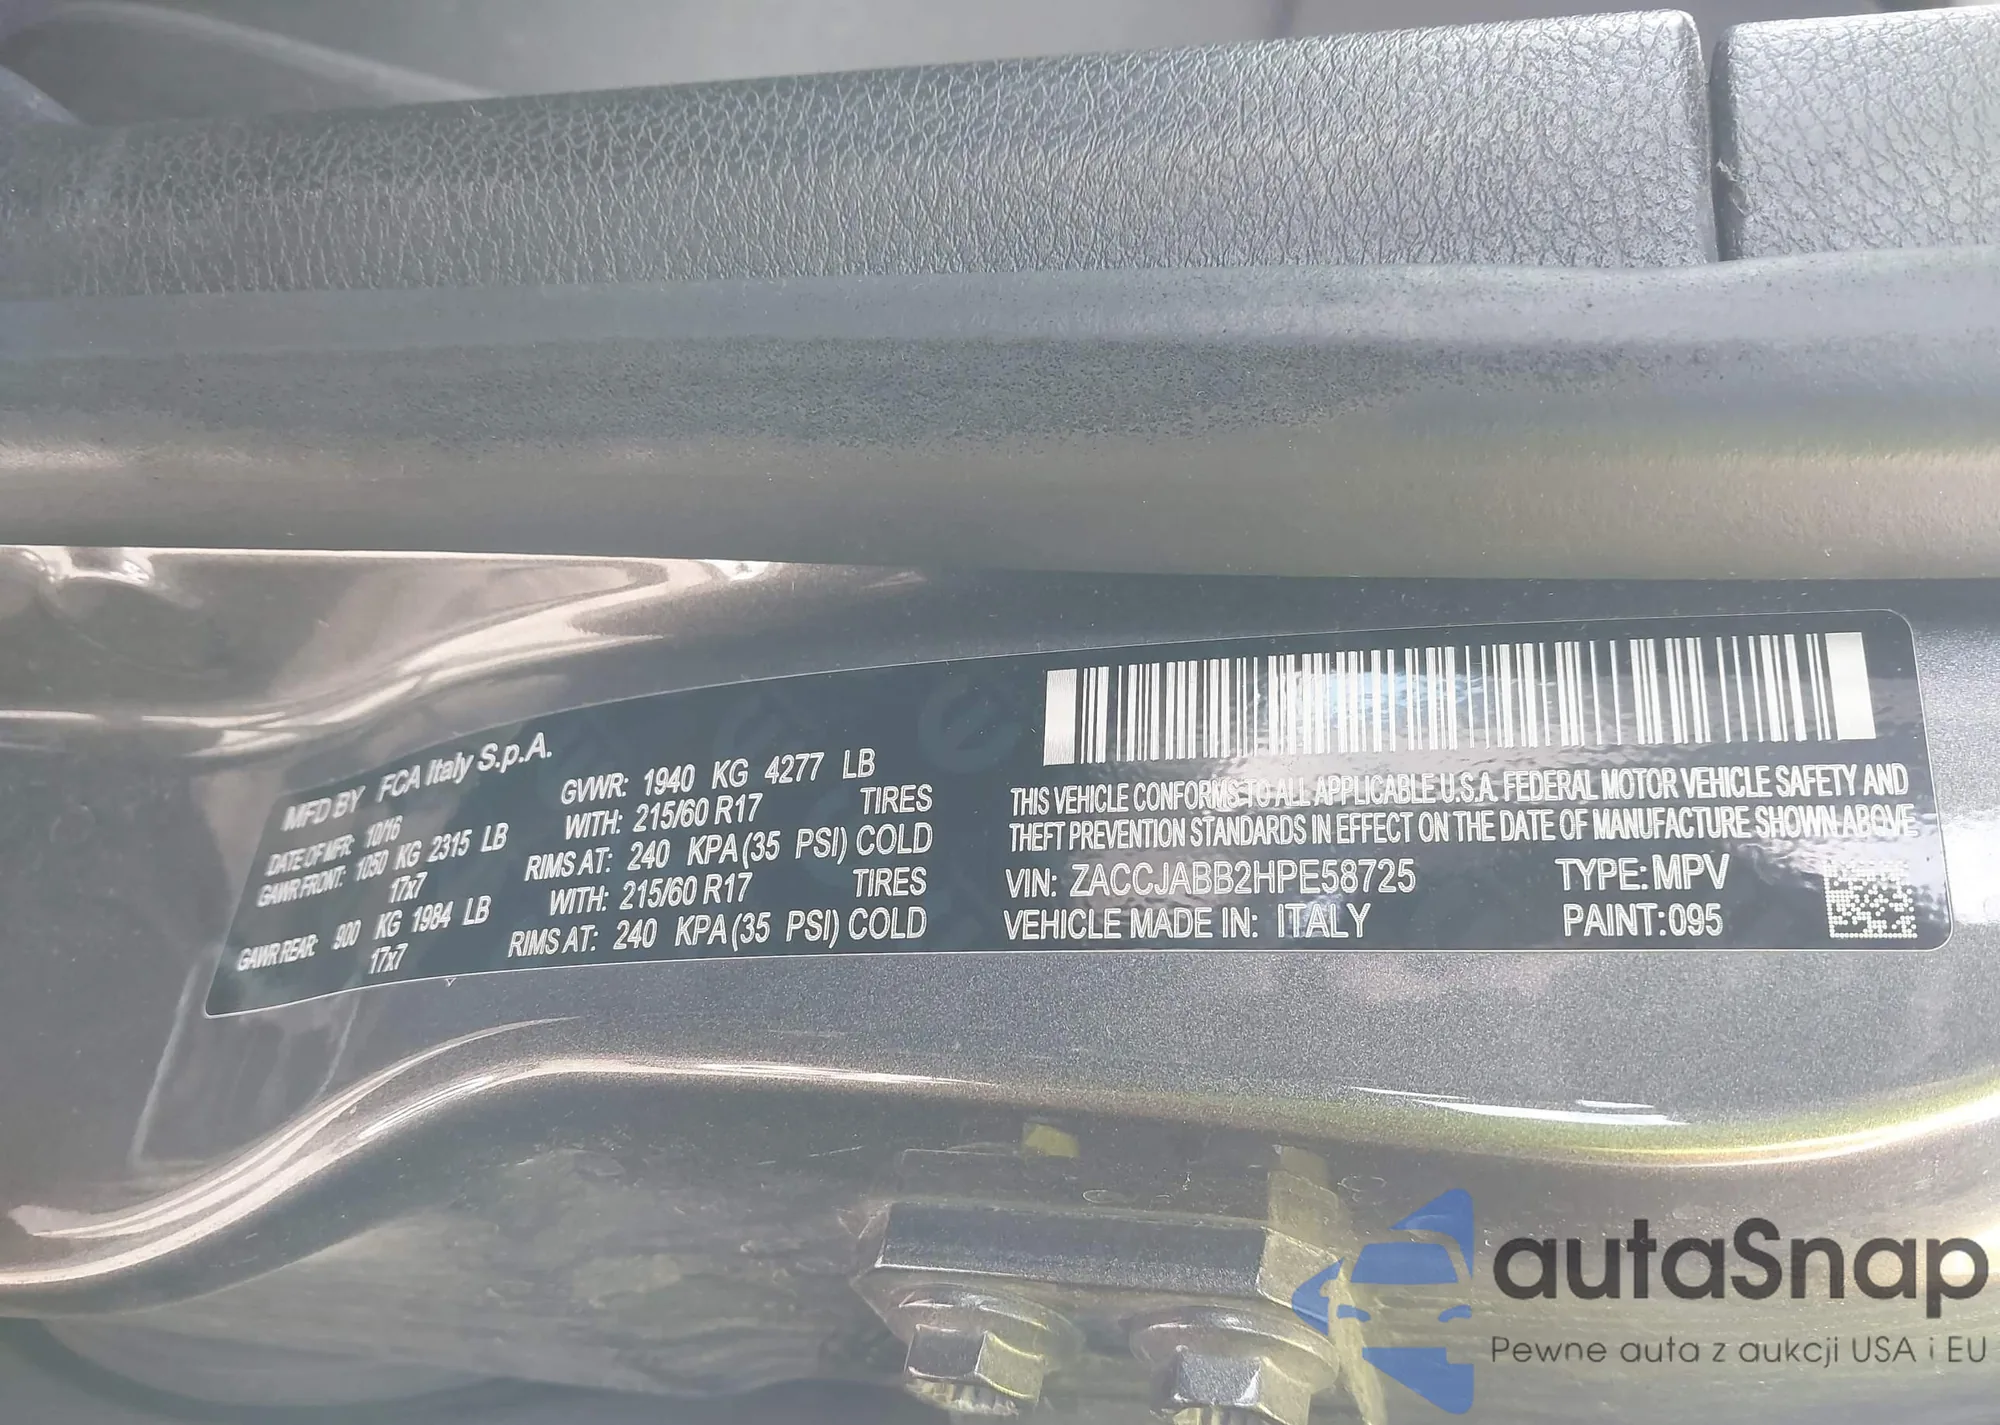 MFD BY FCA Italy S.p.A.
DATE OF MFR: 10/16
GAWR FRONT: 1050 KG 2315 LB
17x7
GAWR REAR: 900 KG 1984 LB
17x7
GVWR: 1940 KG 4277 LB
WITH: 215/60 R17 TIRES
RIMS AT: 240 KPA (35 PSI) COLD
WITH: 215/60 R17 TIRES
RIMS AT: 240 KPA (35 PSI) COLD
THIS VEHICLE CONFORMS TO ALL APPLICABLE U.S.A. FEDERAL MOTOR VEHICLE SAFETY AND
THEFT PREVENTION STANDARDS IN EFFECT ON THE DATE OF MANUFACTURE SHOWN ABOVE
VIN: ZACCJABB2HPE58725 TYPE: MPV
VEHICLE MADE IN: ITALY PAINT: 095
autaSnap
Pewne auta z aukcji USA i EU